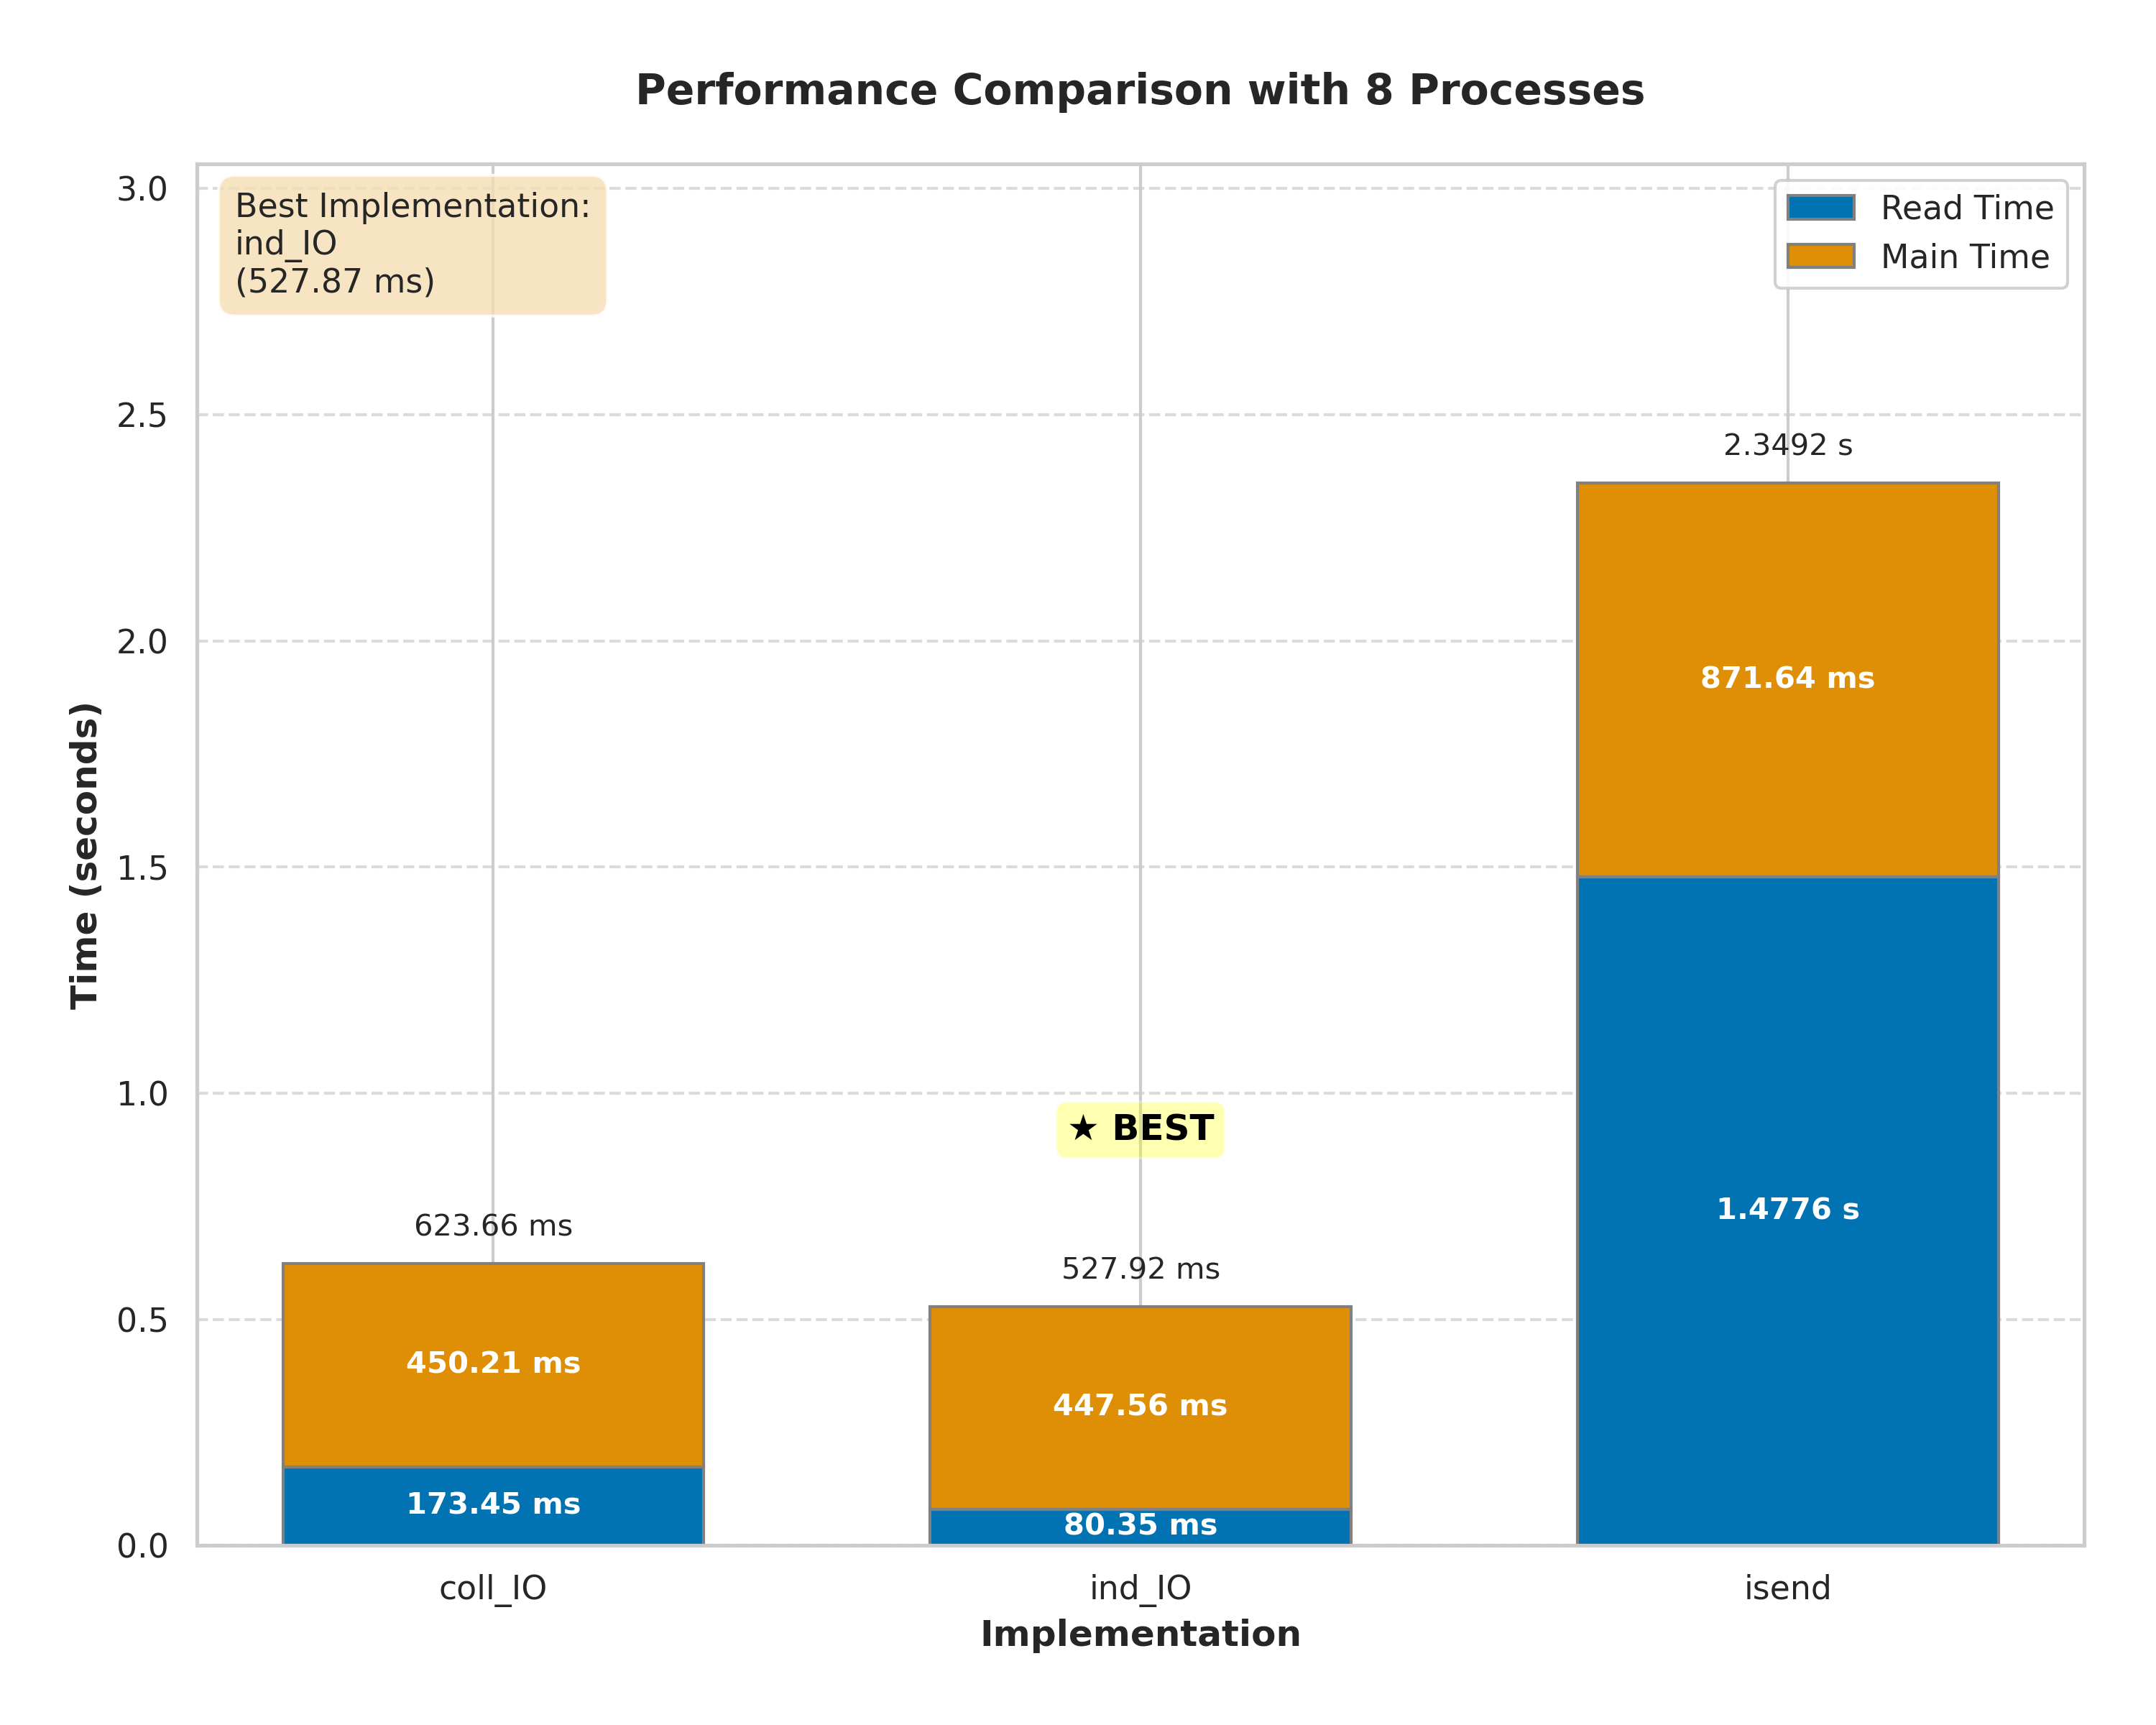 Performance Comparison with 8 Processes
Best Implementation:
ind_IO
(527.87 ms)
Read Time
Main Time
Time (seconds)
3.0
2.5
2.0
1.5
1.0
0.5
0.0
2.3492 s
871.64 ms
1.4776 s
★ BEST
623.66 ms
450.21 ms
173.45 ms
527.92 ms
447.56 ms
80.35 ms
coll_IO
ind_IO
isend
Implementation